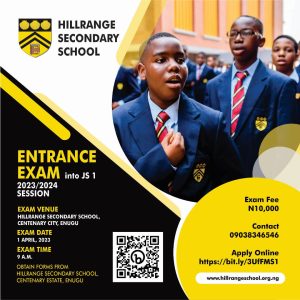 HILLRANGE
SECONDARY
SCHOOL
ENTRANCE
EXAM into JS 1
2023/2024
SESSION
EXAM VENUE
HILLRANGE SECONDARY SCHOOL,
CENTENARY CITY, ENUGU
EXAM DATE
1 APRIL, 2023
EXAM TIME
9 A.M.
OBTAIN FORMS FROM
HILLRANGE SECONDARY SCHOOL,
CENTENARY ESTATE, ENUGU
Exam Fee
N10,000
Contact
09038346546
Apply Online
https://bit.ly/3UlFMS1
www.hillrangeschool.org.ng